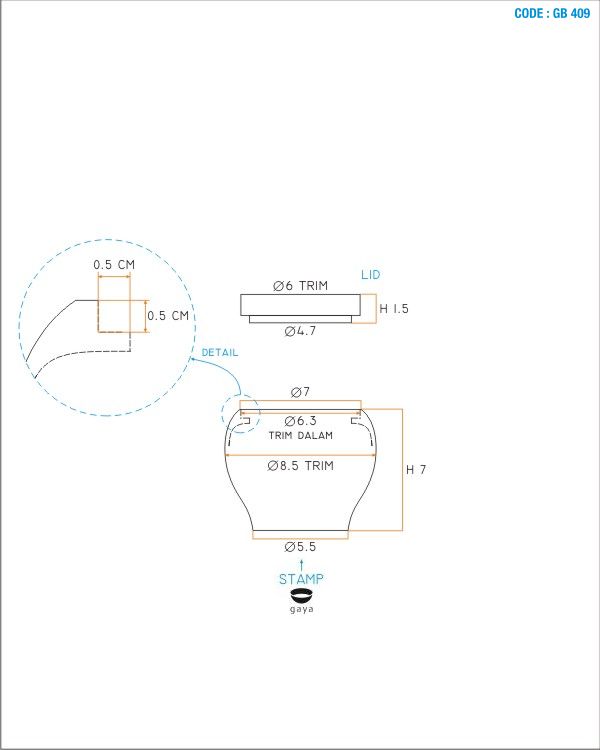 CODE : GB 409
0.5 CM
0.5 CM
LID
Ø6 TRIM
H 1.5
Ø4.7
DETAIL
Ø7
Ø6.3
TRIM DALAM
Ø8.5 TRIM
H 7
Ø5.5
STAMP
gaya